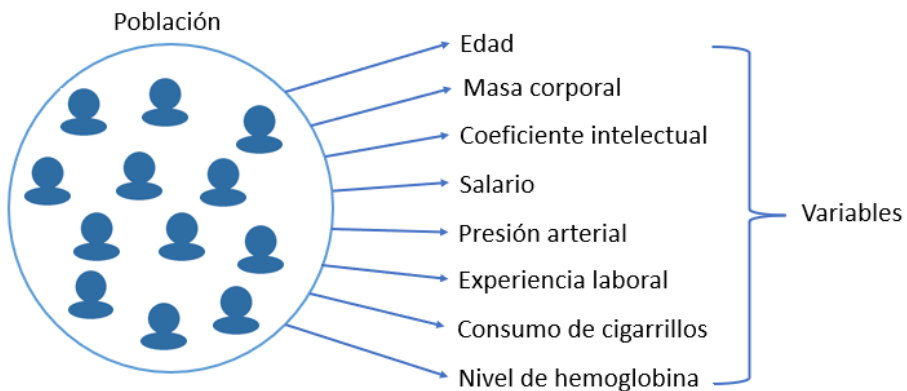 Población
Edad
Masa corporal
Coeficiente intelectual
Salario
Presión arterial
Experiencia laboral
Consumo de cigarrillos
Nivel de hemoglobina
Variables